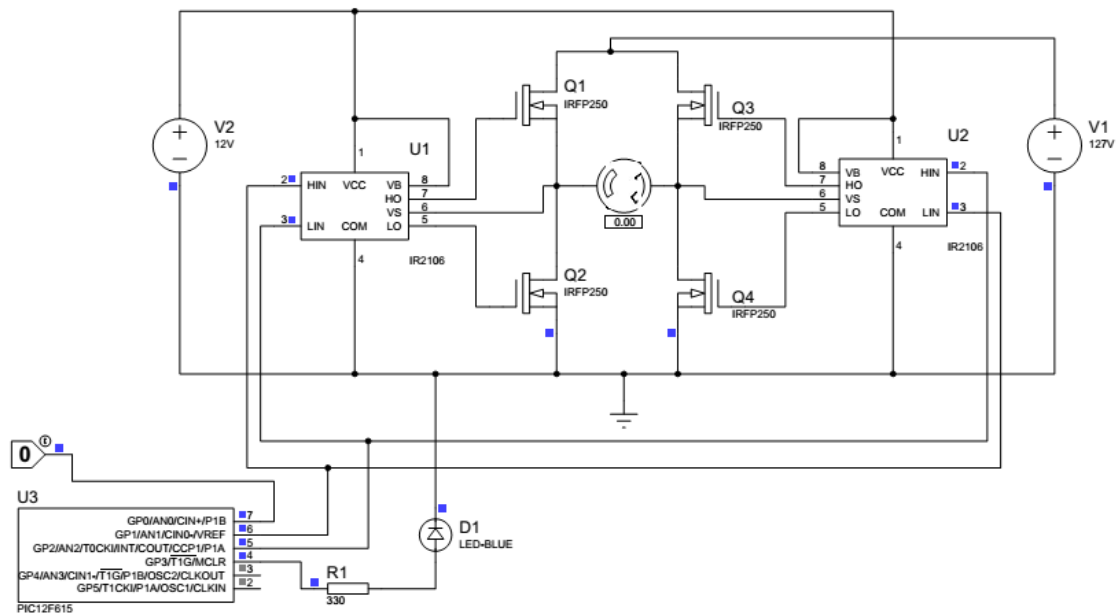 V2
12V
U1
1
2
HIN
VCC
VB
8
HO
7
VS
6
3
LIN
COM
LO
5
4
IR2106
Q1
IRFP250
Q3
IRFP250
Q2
IRFP250
Q4
IRFP250
0.00
U2
1
8
VB
VCC
HIN
2
7
HO
6
VS
5
LO
COM
LIN
3
4
IR2106
V1
127V
0
U3
GP0/AN0/CIN+/P1B
7
GP1/AN1/CIN0-/VREF
6
GP2/AN2/T0CKI/INT/COUT/CCP1/P1A
5
GP3/T1G/MCLR
4
GP4/AN3/CIN1-/T1G/P1B/OSC2/CLKOUT
3
GP5/T1CKI/P1A/OSC1/CLKIN
2
PIC12F615
R1
330
D1
LED-BLUE